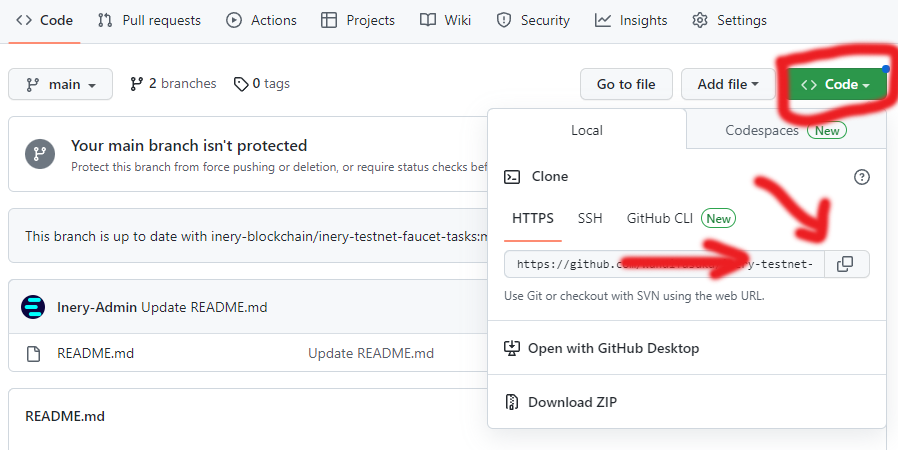 Code Pull requests Actions Projects Wiki Security Insights Settings
main 2 branches 0 tags Go to file Add file Code
Local Codespaces New
Your main branch isn't protected
Protect this branch from force pushing or deletion, or require status checks bef
Clone
HTTPS SSH GitHub CLI New
This branch is up to date with inery-blockchain/inery-testnet-faucet-tasks:m
https://github.com -testnet-
Use Git or checkout with SVN using the web URL.
Inery-Admin Update README.md
README.md Update README.md
Open with GitHub Desktop
Download ZIP
README.md